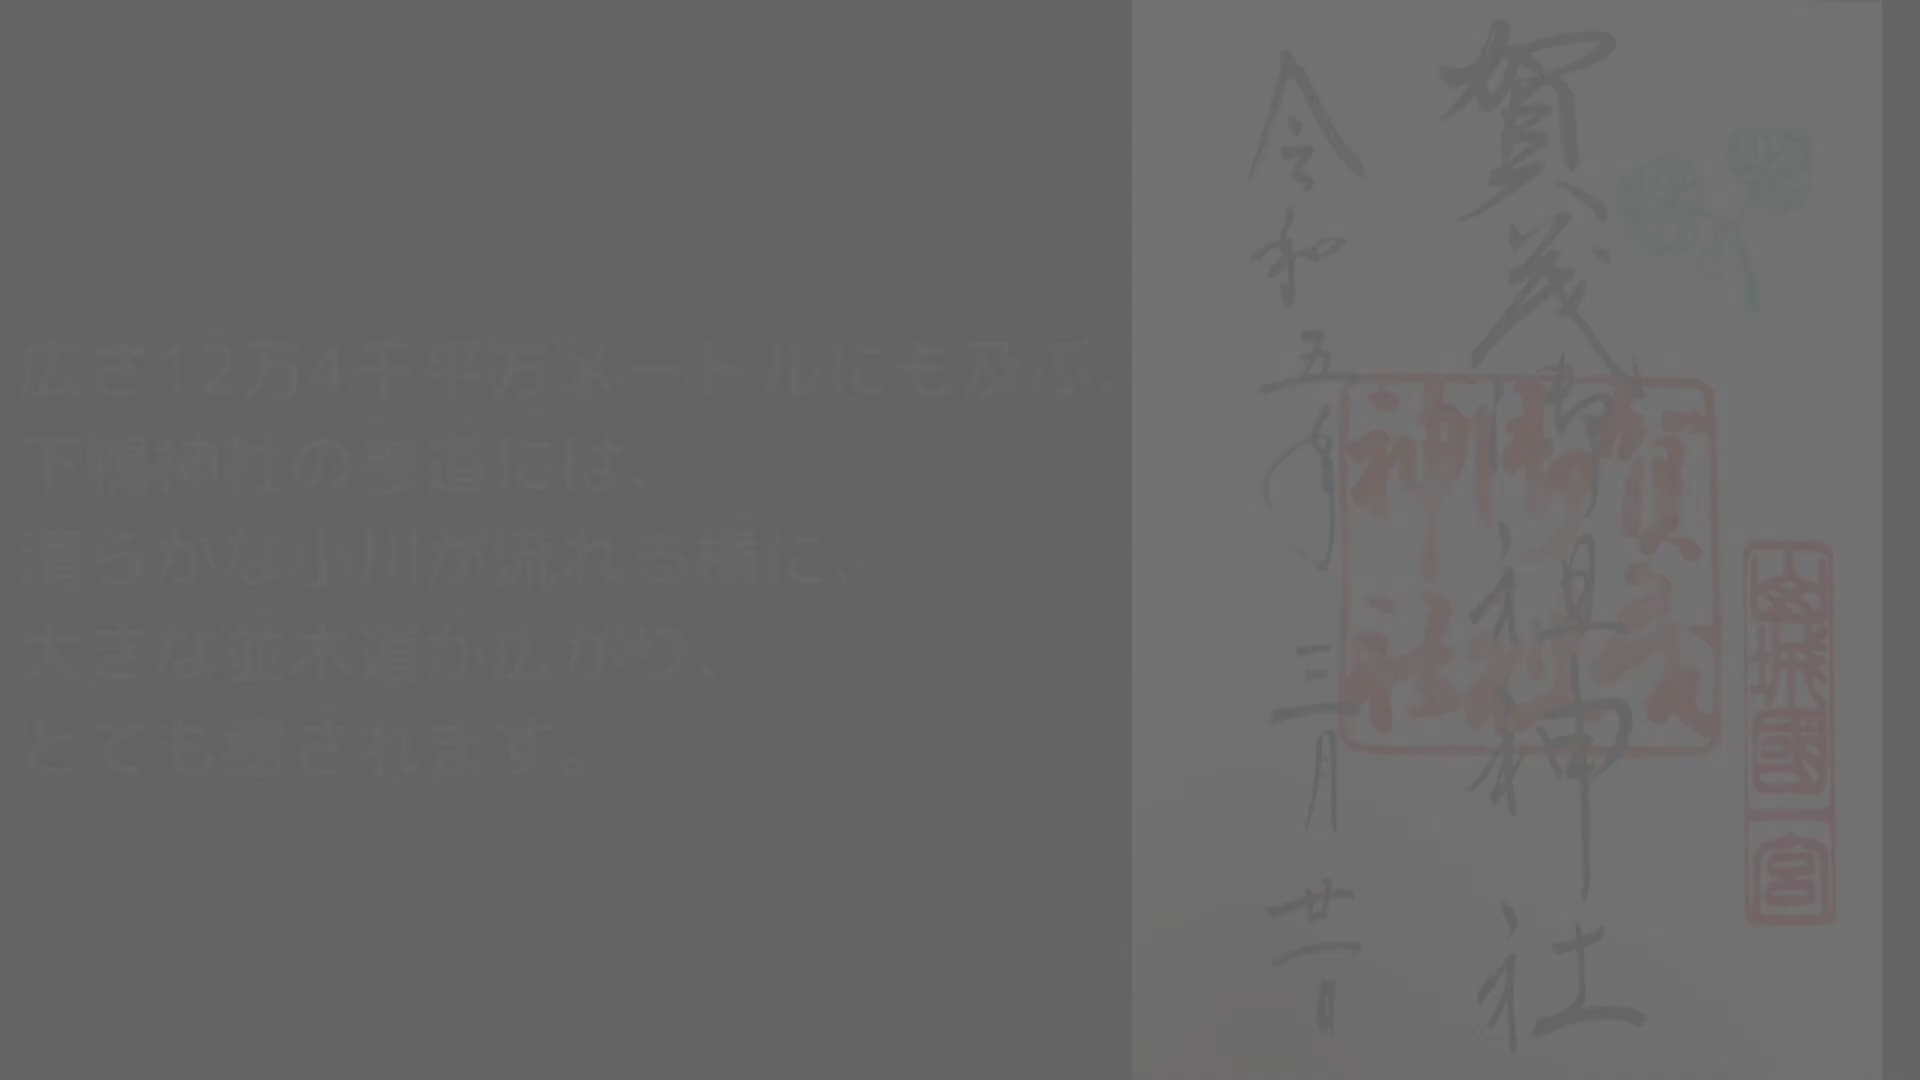 広さ12万4千平方メートルにも及ぶ、
下鴨神社の参道には、
清らかな小川が流れる横に、
大きな並木道が広がり、
とても癒されます。
賀茂御祖神社
令和五年三月廿一日
山城國一宮